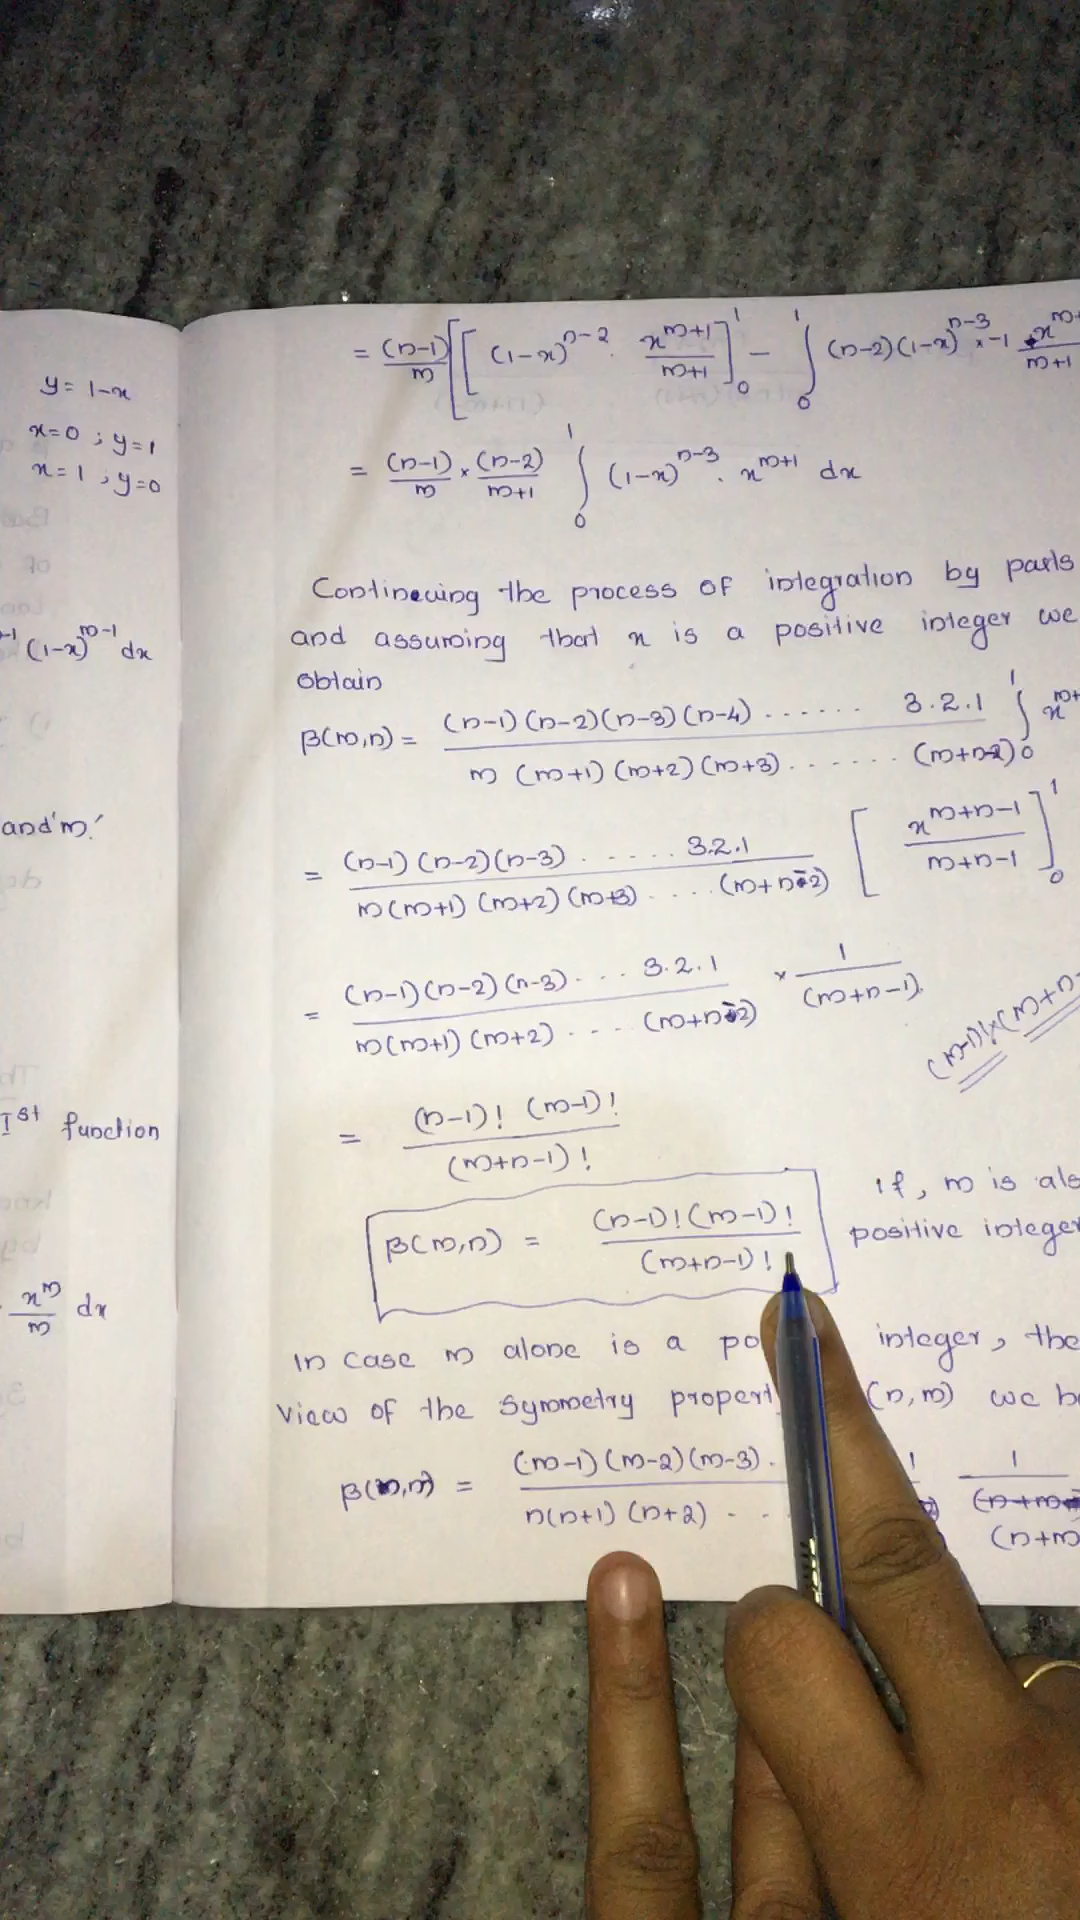 y = 1-x
x=0 ; y=1
x=1 ; y=0
(1-x)^{m-1} dx
and 'm'
Ist function
x^m/m dx
= (n-1)/m [ [ (1-x)^{n-2} . x^{m+1}/m+1 ]_0^1 - ∫_0^1 (n-2) (1-x)^{n-3} × -1 x^{m+
m+1
= (n-1)/m × (n-2)/m+1 ∫_0^1 (1-x)^{n-3} . x^{m+1} dx
Contineuing the process of integration by parts
and assuming that n is a positive integer we
obtain
β(m,n) = (n-1) (n-2) (n-3) (n-4) ...... 3.2.1 / m (m+1) (m+2) (m+3) ...... (m+n-2) ∫_0^1 x^{m+
= (n-1) (n-2) (n-3) ...... 3.2.1 / m (m+1) (m+2) (m+3) .... (m+n-2) [ x^{m+n-1} / m+n-1 ]_0^1
= (n-1) (n-2) (n-3) ... 3.2.1 / m (m+1) (m+2) ... (m+n-2) × 1/(m+n-1).
(m+n-
= (n-1)! (m-1)! / (m+n-1)!
β(m,n) = (n-1)! (m-1)! / (m+n-1)!
If, m is als
positive integer
In case m alone is a po integer, the
view of the symmetry propert (n,m) we
β(m,n) = (m-1) (m-2) (m-3) . / n(n+1) (n+2) - . . 1
(n+m